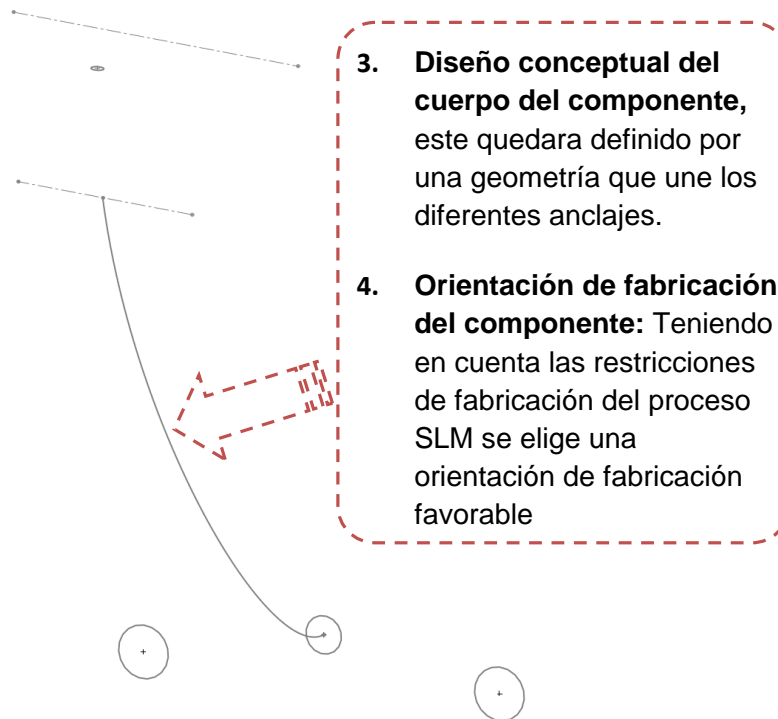 3. Diseño conceptual del
cuerpo del componente,
este quedara definido por
una geometría que une los
diferentes anclajes.
4. Orientación de fabricación
del componente: Teniendo
en cuenta las restricciones
de fabricación del proceso
SLM se elige una
orientación de fabricación
favorable